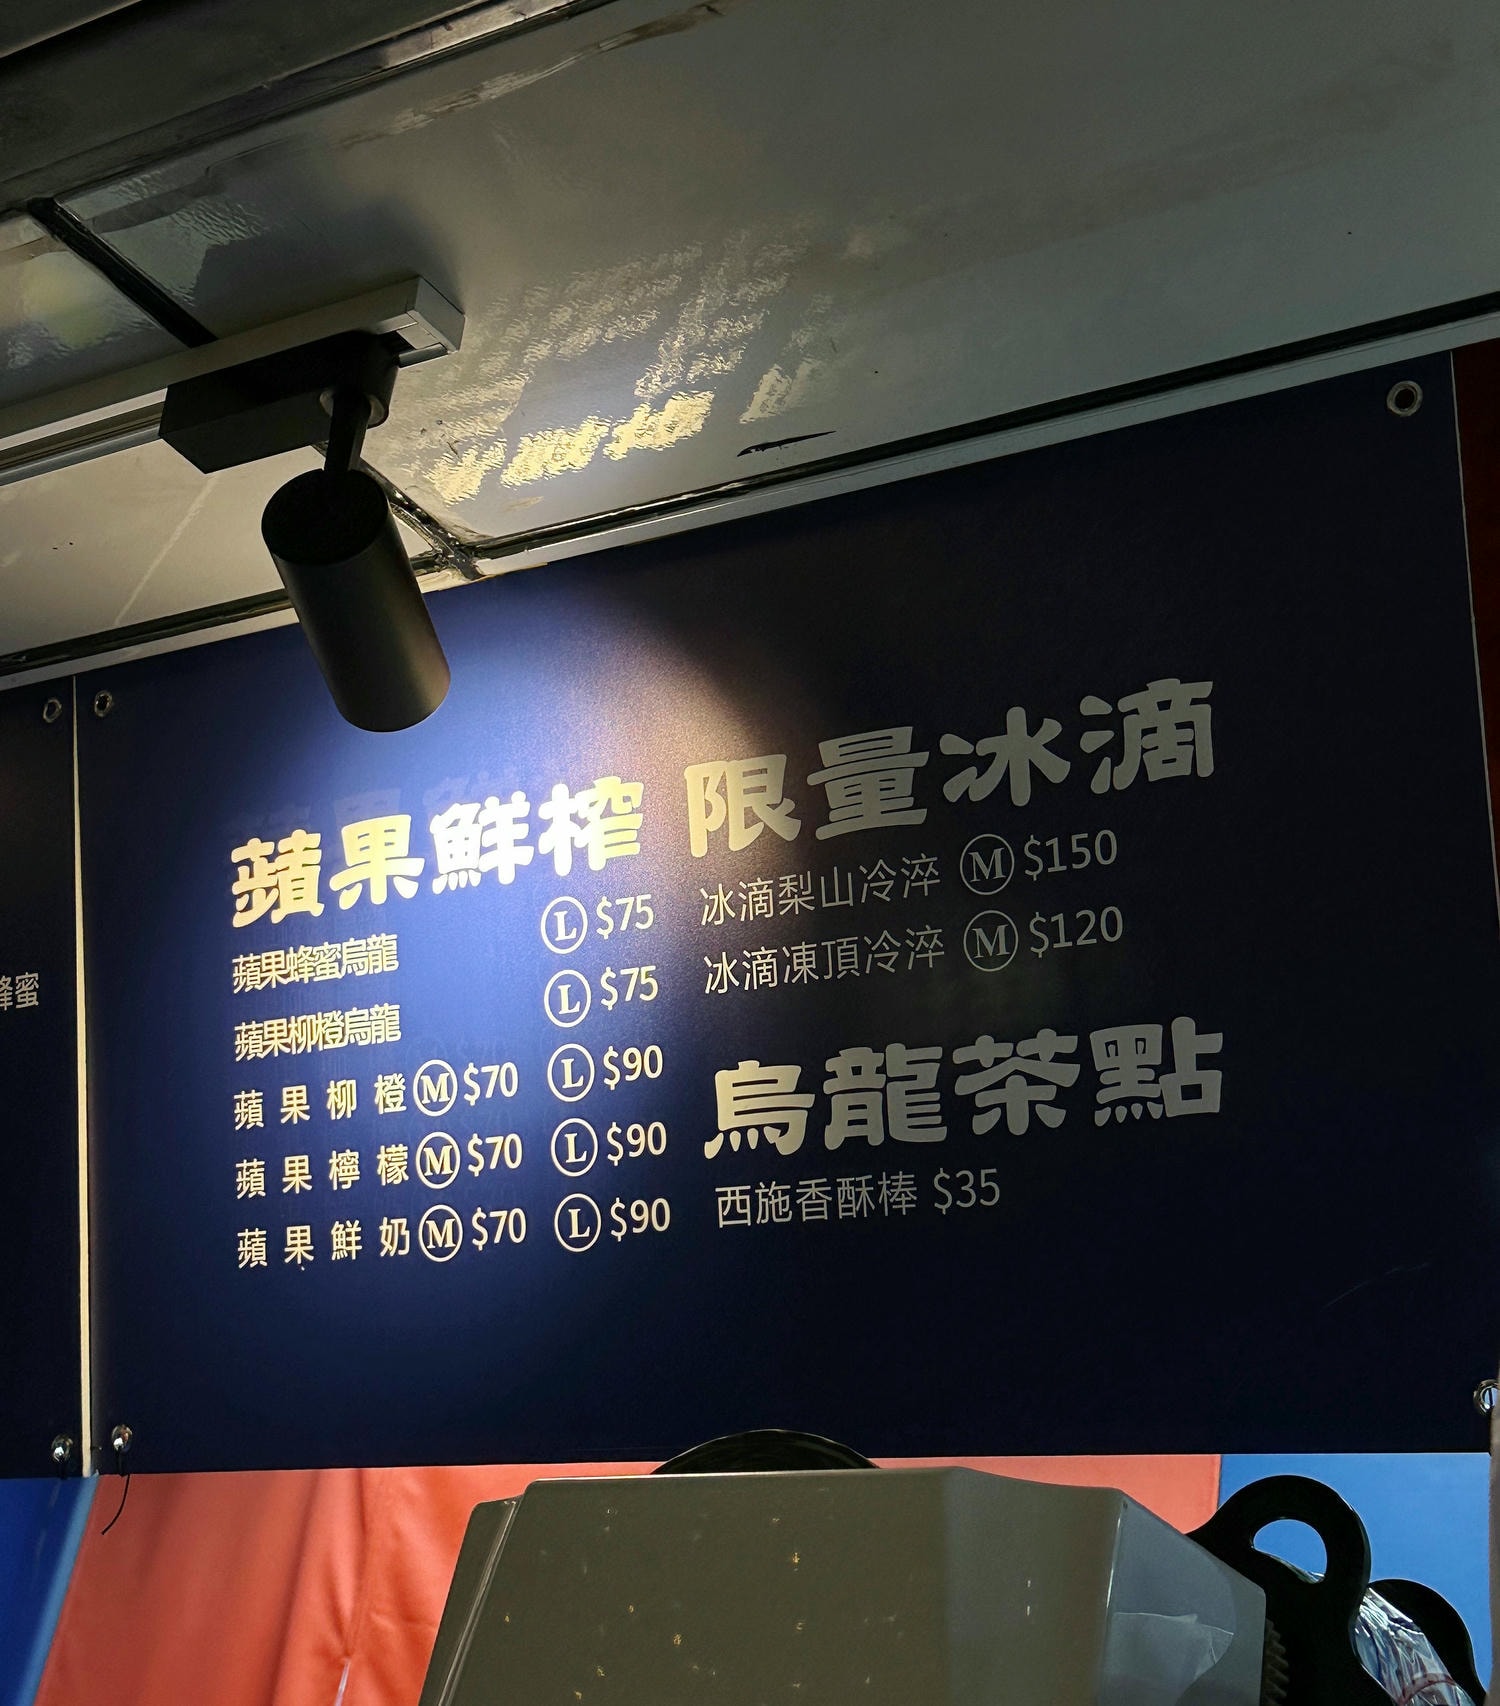 蜂蜜
蘋果鮮榨
蘋果蜂蜜烏龍 Ⓛ $75
蘋果柳橙烏龍 Ⓛ $75
蘋果柳橙 Ⓜ $70 Ⓛ $90
蘋果檸檬 Ⓜ $70 Ⓛ $90
蘋果鮮奶 Ⓜ $70 Ⓛ $90
限量冰滴
冰滴梨山冷淬 Ⓜ $150
冰滴凍頂冷淬 Ⓜ $120
烏龍茶點
西施香酥棒 $35